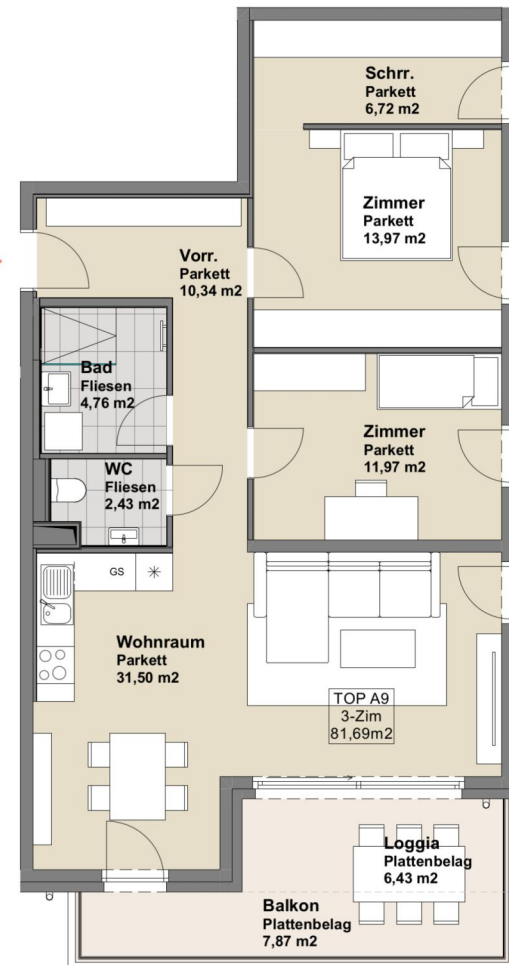 Schrr.
Parkett
6,72 m2
Zimmer
Parkett
13,97 m2
Vorr.
Parkett
10,34 m2
Bad
Fliesen
4,76 m2
Zimmer
Parkett
11,97 m2
WC
Fliesen
2,43 m2
GS
Wohnraum
Parkett
31,50 m2
TOP A9
3-Zim
81,69m2
Loggia
Plattenbelag
6,43 m2
Balkon
Plattenbelag
7,87 m2